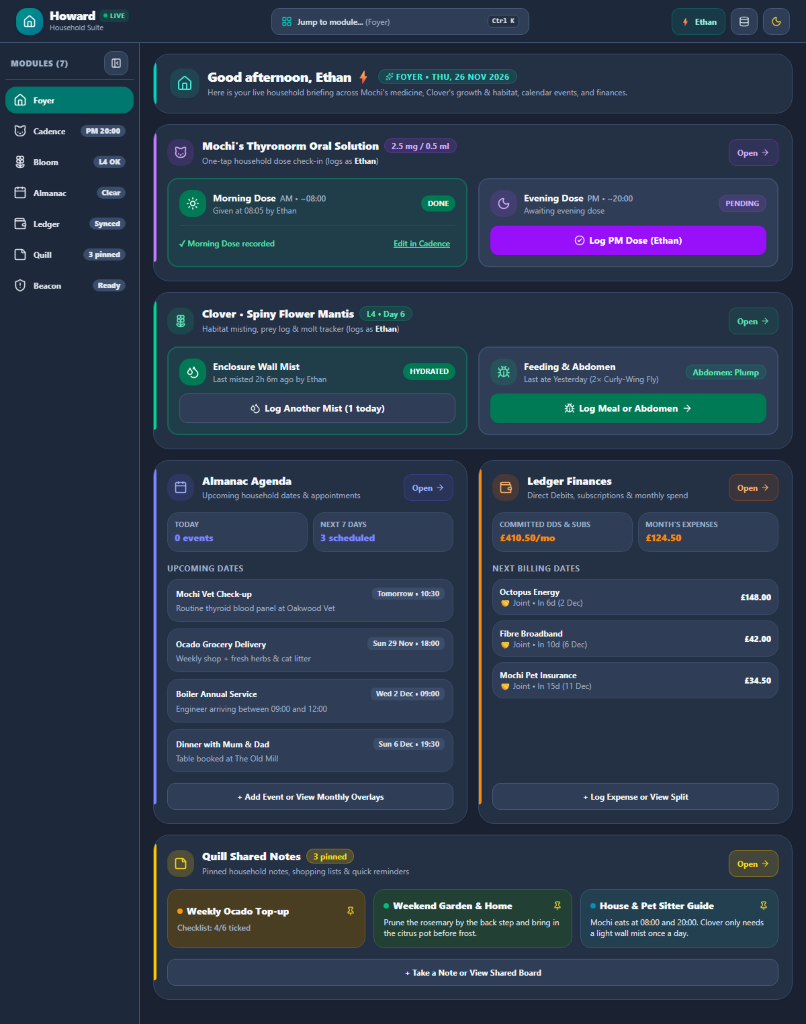 Howard LIVE
Household Suite
Jump to module... (Foyer) Ctrl K
Ethan
MODULES (7)
Foyer
Cadence PM 20:00
Bloom L4 OK
Almanac Clear
Ledger Synced
Quill 3 pinned
Beacon Ready
Good afternoon, Ethan FOYER • THU, 26 NOV 2026
Here is your live household briefing across Mochi's medicine, Clover's growth & habitat, calendar events, and finances.
Mochi's Thyronorm Oral Solution 2.5 mg / 0.5 ml
One-tap household dose check-in (logs as Ethan)
Open →
Morning Dose AM • ~08:00
Given at 08:05 by Ethan
DONE
✓ Morning Dose recorded
Edit in Cadence
Evening Dose PM • ~20:00
Awaiting evening dose
PENDING
Log PM Dose (Ethan)
Clover • Spiny Flower Mantis L4 • Day 6
Habitat misting, prey log & molt tracker (logs as Ethan)
Open →
Enclosure Wall Mist
Last misted 2h 6m ago by Ethan
HYDRATED
Log Another Mist (1 today)
Feeding & Abdomen
Last ate Yesterday (2× Curly-Wing Fly)
Abdomen: Plump
Log Meal or Abdomen →
Almanac Agenda
Upcoming household dates & appointments
Open →
TODAY
0 events
NEXT 7 DAYS
3 scheduled
UPCOMING DATES
Mochi Vet Check-up Tomorrow • 10:30
Routine thyroid blood panel at Oakwood Vet
Ocado Grocery Delivery Sun 29 Nov • 18:00
Weekly shop + fresh herbs & cat litter
Boiler Annual Service Wed 2 Dec • 09:00
Engineer arriving between 09:00 and 12:00
Dinner with Mum & Dad Sun 6 Dec • 19:30
Table booked at The Old Mill
+ Add Event or View Monthly Overlays
Ledger Finances
Direct Debits, subscriptions & monthly spend
Open →
COMMITTED DDS & SUBS
£410.50/mo
MONTH'S EXPENSES
£124.50
NEXT BILLING DATES
Octopus Energy
Joint • In 6d (2 Dec)
£148.00
Fibre Broadband
Joint • In 10d (6 Dec)
£42.00
Mochi Pet Insurance
Joint • In 15d (11 Dec)
£34.50
+ Log Expense or View Split
Quill Shared Notes 3 pinned
Pinned household notes, shopping lists & quick reminders
Open →
Weekly Ocado Top-up
Checklist: 4/6 ticked
Weekend Garden & Home
Prune the rosemary by the back step and bring in
the citrus pot before frost.
House & Pet Sitter Guide
Mochi eats at 08:00 and 20:00. Clover only needs
a light wall mist once a day.
+ Take a Note or View Shared Board